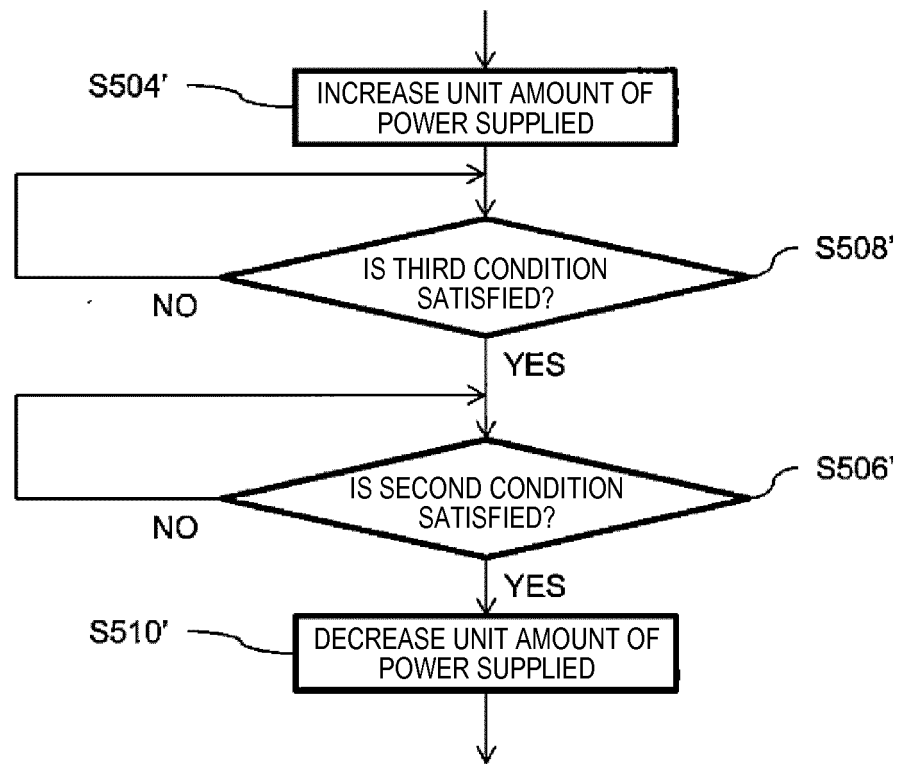 S504'
INCREASE UNIT AMOUNT OF
POWER SUPPLIED
S508'
IS THIRD CONDITION
SATISFIED?
NO
YES
S506'
IS SECOND CONDITION
SATISFIED?
NO
YES
S510'
DECREASE UNIT AMOUNT OF
POWER SUPPLIED